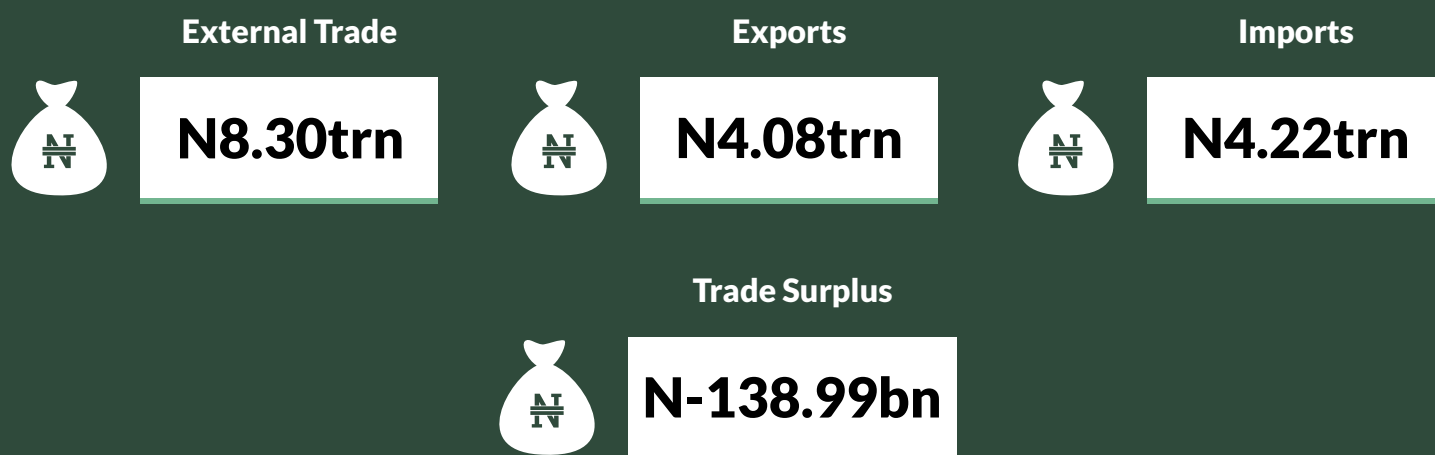 External Trade
Exports
Imports
₦
N8.30trn
₦
N4.08trn
₦
N4.22trn
Trade Surplus
₦
N-138.99bn